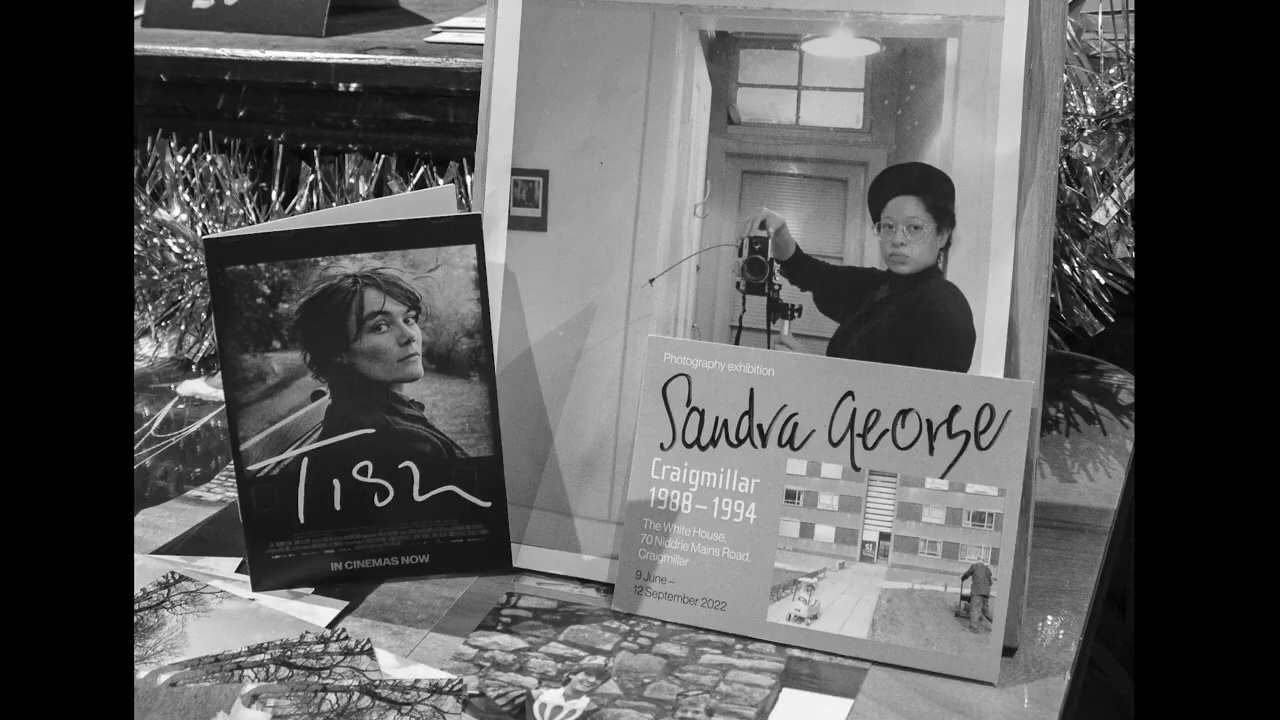 Tish
IN CINEMAS NOW
Photography exhibition
Sandra George
Craigmillar
1988–1994
The White House,
70 Niddrie Mains Road,
Craigmillar
9 June –
12 September 2022